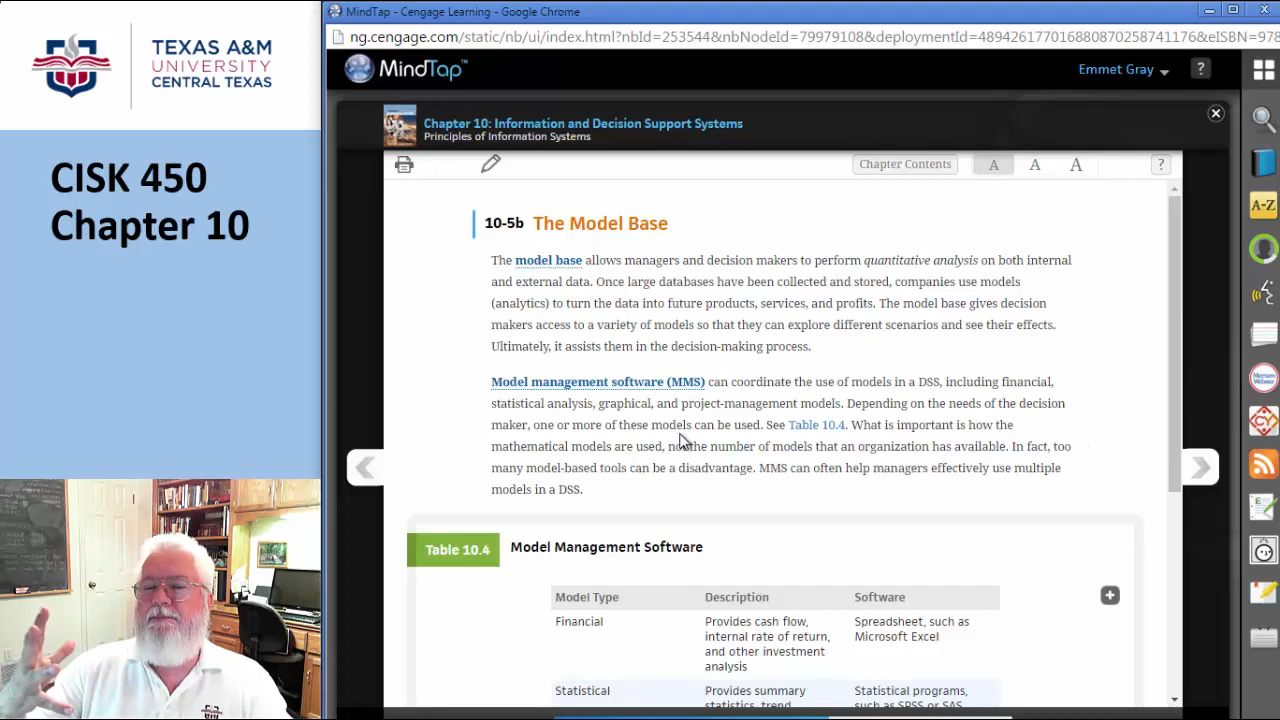 MindTap - Cengage Learning - Google Chrome
ng.cengage.com/static/nb/ui/index.html?nbId=253544&nbNodeId=79979108&deploymentId=4894261770168870258741176&eISBN=978
TEXAS A&M
UNIVERSITY
CENTRAL TEXAS
CISK 450
Chapter 10
MindTap™
Emmet Gray
?
Chapter 10: Information and Decision Support Systems
Principles of Information Systems
Chapter Contents
A A A
?
10-5b The Model Base
The model base allows managers and decision makers to perform quantitative analysis on both internal
and external data. Once large databases have been collected and stored, companies use models
(analytics) to turn the data into future products, services, and profits. The model base gives decision
makers access to a variety of models so that they can explore different scenarios and see their effects.
Ultimately, it assists them in the decision-making process.
Model management software (MMS) can coordinate the use of models in a DSS, including financial,
statistical analysis, graphical, and project-management models. Depending on the needs of the decision
maker, one or more of these models can be used. See Table 10.4. What is important is how the
mathematical models are used, not the number of models that an organization has available. In fact, too
many model-based tools can be a disadvantage. MMS can often help managers effectively use multiple
models in a DSS.
Table 10.4 Model Management Software
Model Type Description Software
Financial Provides cash flow, Spreadsheet, such as
internal rate of return, Microsoft Excel
and other investment
analysis
Statistical Provides summary Statistical programs,
statistics, trend such as SPSS or SAS
A-Z
Merriam
Webster
CY